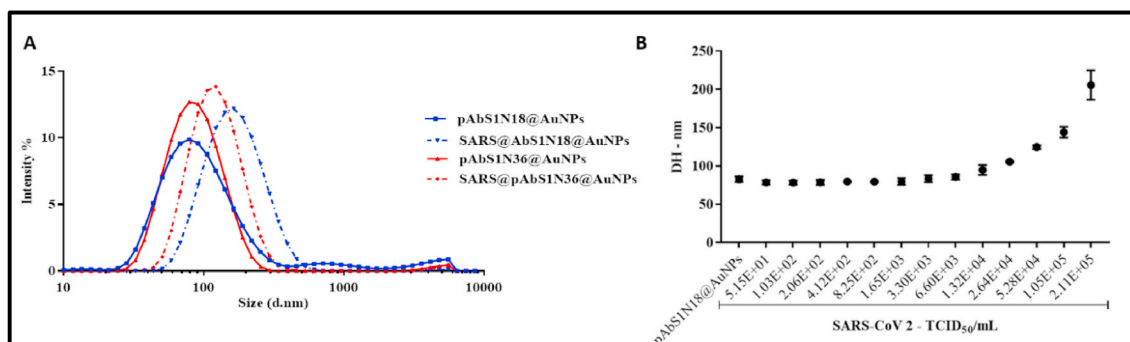 A
15
10
5
0
Intensity %
10
100
1000
10000
Size (d.nm)
pAbS1N18@AuNPs
SARS@AbS1N18@AuNPs
pAbS1N36@AuNPs
SARS@pAbS1N36@AuNPs
B
250
200
150
100
50
0
DH - nm
pAbS1N18@AuNPs
5.15E+01
1.03E+02
2.06E+02
4.12E+02
8.25E+02
1.65E+03
3.30E+03
6.60E+03
1.32E+04
2.64E+04
5.28E+04
1.05E+05
2.11E+05
SARS-CoV 2 - TCID50/mL